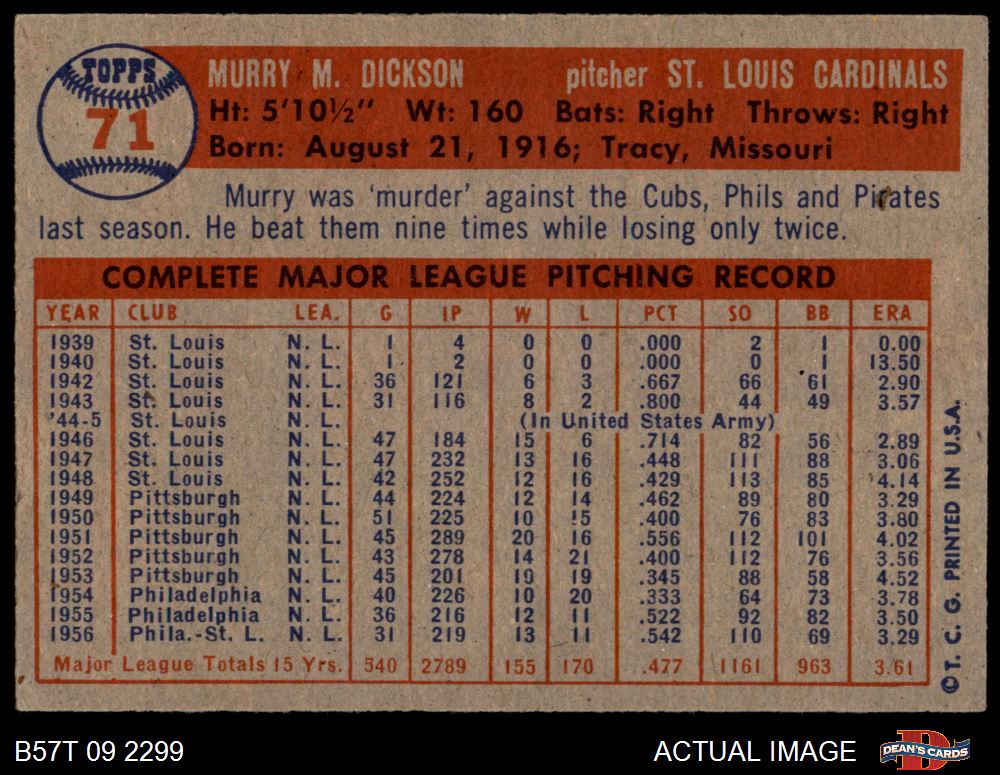 TOPPS
71
MURRY M. DICKSON pitcher ST. LOUIS CARDINALS
Ht: 5'10½" Wt: 160 Bats: Right Throws: Right
Born: August 21, 1916; Tracy, Missouri
Murry was 'murder' against the Cubs, Phils and Pirates
last season. He beat them nine times while losing only twice.
COMPLETE MAJOR LEAGUE PITCHING RECORD
YEAR CLUB LEA. G IP W L PCT SO BB ERA
1939 St. Louis N. L. 1 4 0 0 .000 2 1 0.00
1940 St. Louis N. L. 1 2 0 0 .000 0 1 13.50
1942 St. Louis N. L. 36 121 6 3 .667 66 61 2.90
1943 St. Louis N. L. 31 116 8 2 .800 44 49 3.57
'44-5 St. Louis N. L. (In United States Army)
1946 St. Louis N. L. 47 184 15 6 .714 82 56 2.89
1947 St. Louis N. L. 47 232 13 16 .448 111 88 3.06
1948 St. Louis N. L. 42 252 12 16 .429 113 85 4.14
1949 Pittsburgh N. L. 44 224 12 14 .462 89 80 3.29
1950 Pittsburgh N. L. 51 225 10 15 .400 76 83 3.80
1951 Pittsburgh N. L. 45 289 20 16 .556 112 101 4.02
1952 Pittsburgh N. L. 43 278 14 21 .400 112 76 3.56
1953 Pittsburgh N. L. 45 201 10 19 .345 88 58 4.52
1954 Philadelphia N. L. 40 226 10 20 .333 64 73 3.78
1955 Philadelphia N. L. 36 216 12 11 .522 92 82 3.50
1956 Phila.-St. L. N. L. 31 219 13 11 .542 110 69 3.29
Major League Totals 15 Yrs. 540 2789 155 170 .477 1161 963 3.61
©T. C. G. PRINTED IN U.S.A.
B57T 09 2299 ACTUAL IMAGE
DEAN'S CARDS